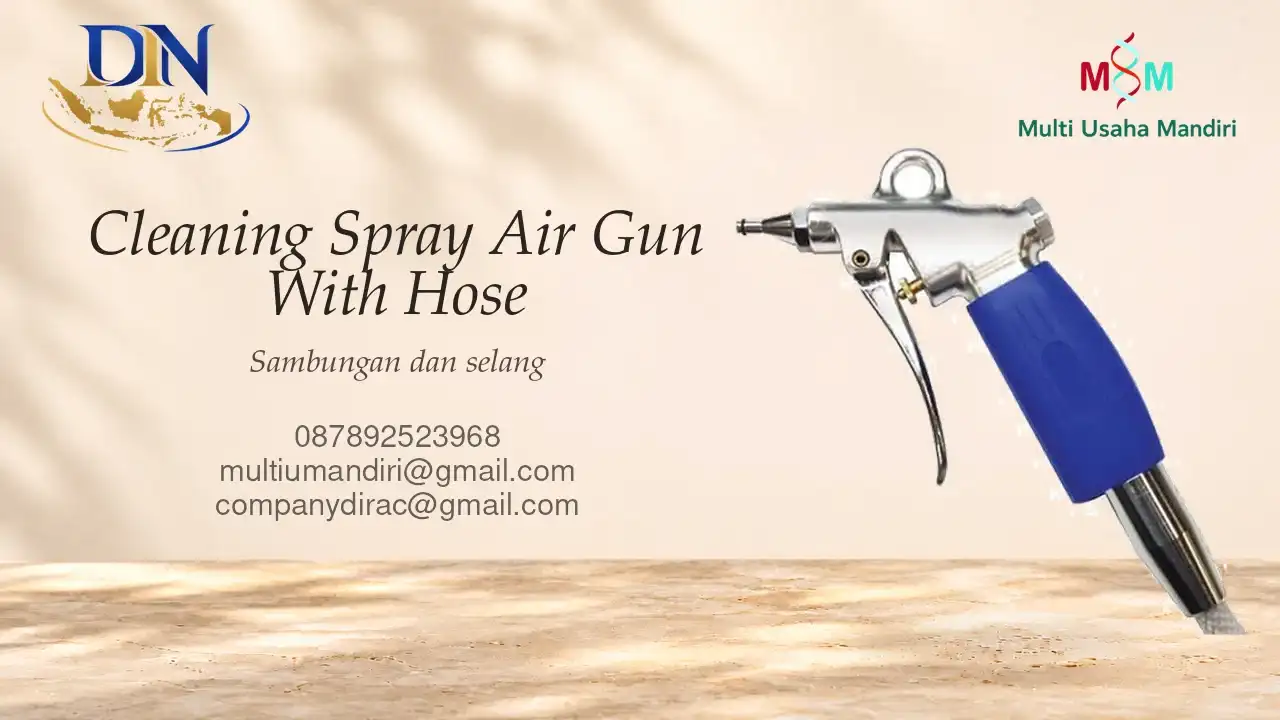 DN
M M
Multi Usaha Mandiri
Cleaning Spray Air Gun
With Hose
Sambungan dan selang
087892523968
multiumandiri@gmail.com
companydirac@gmail.com